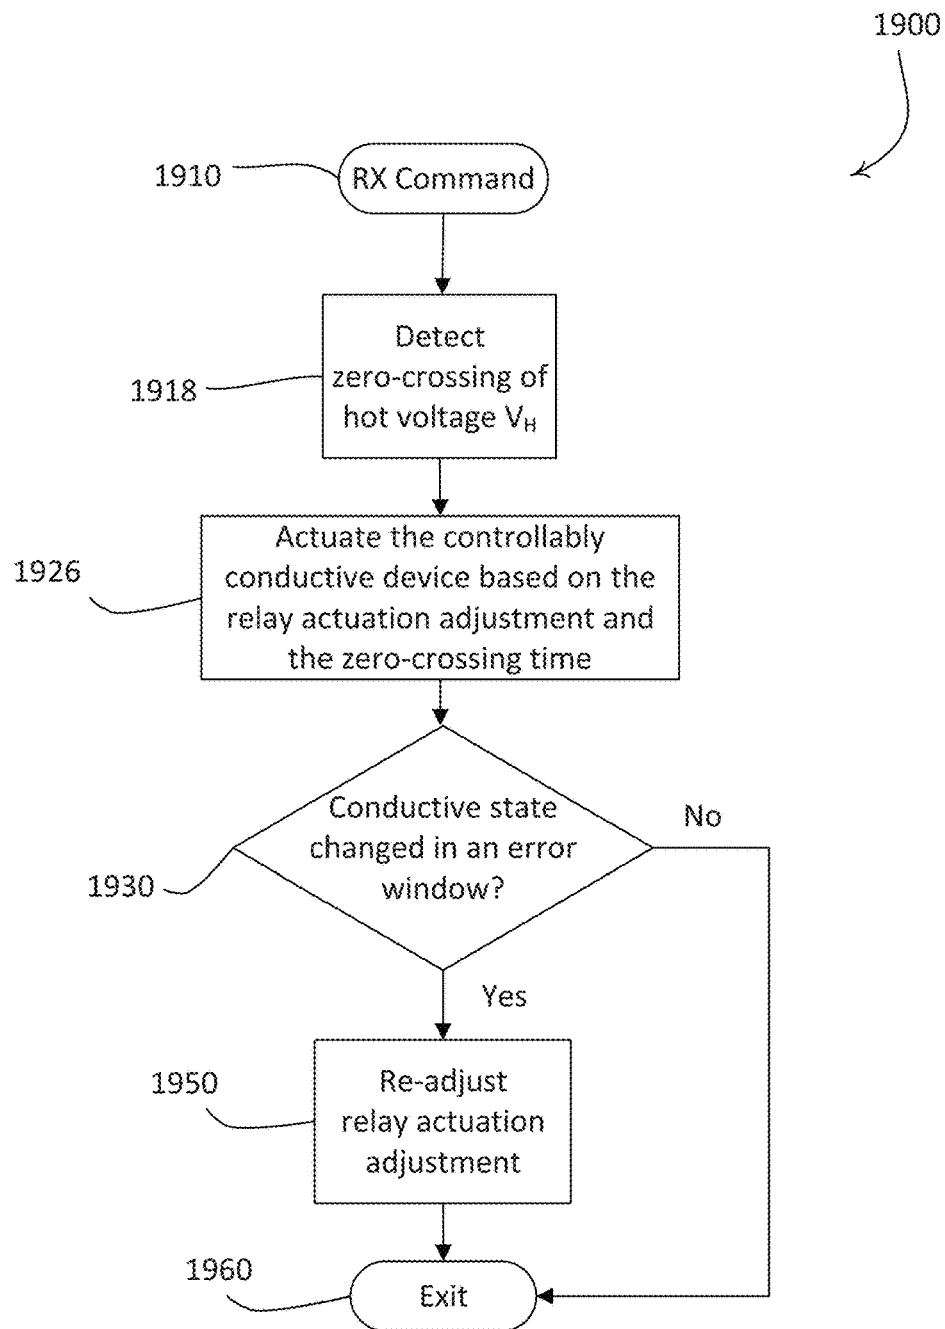 1900
1910
RX Command
Detect
zero-crossing of
hot voltage VH
1918
Actuate the controllably
conductive device based on the
relay actuation adjustment and
the zero-crossing time
1926
Conductive state
changed in an error
window?
No
1930
Yes
Re-adjust
relay actuation
adjustment
1950
1960
Exit